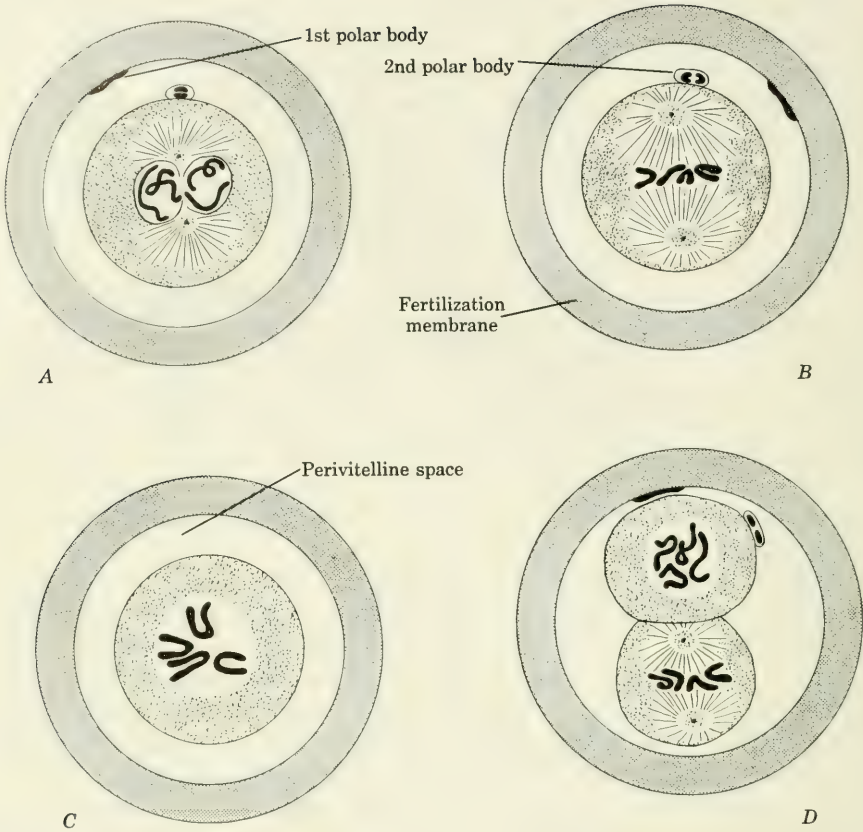 1st polar body
2nd polar body
Fertilization
membrane
A
B
Perivitelline space
C
D